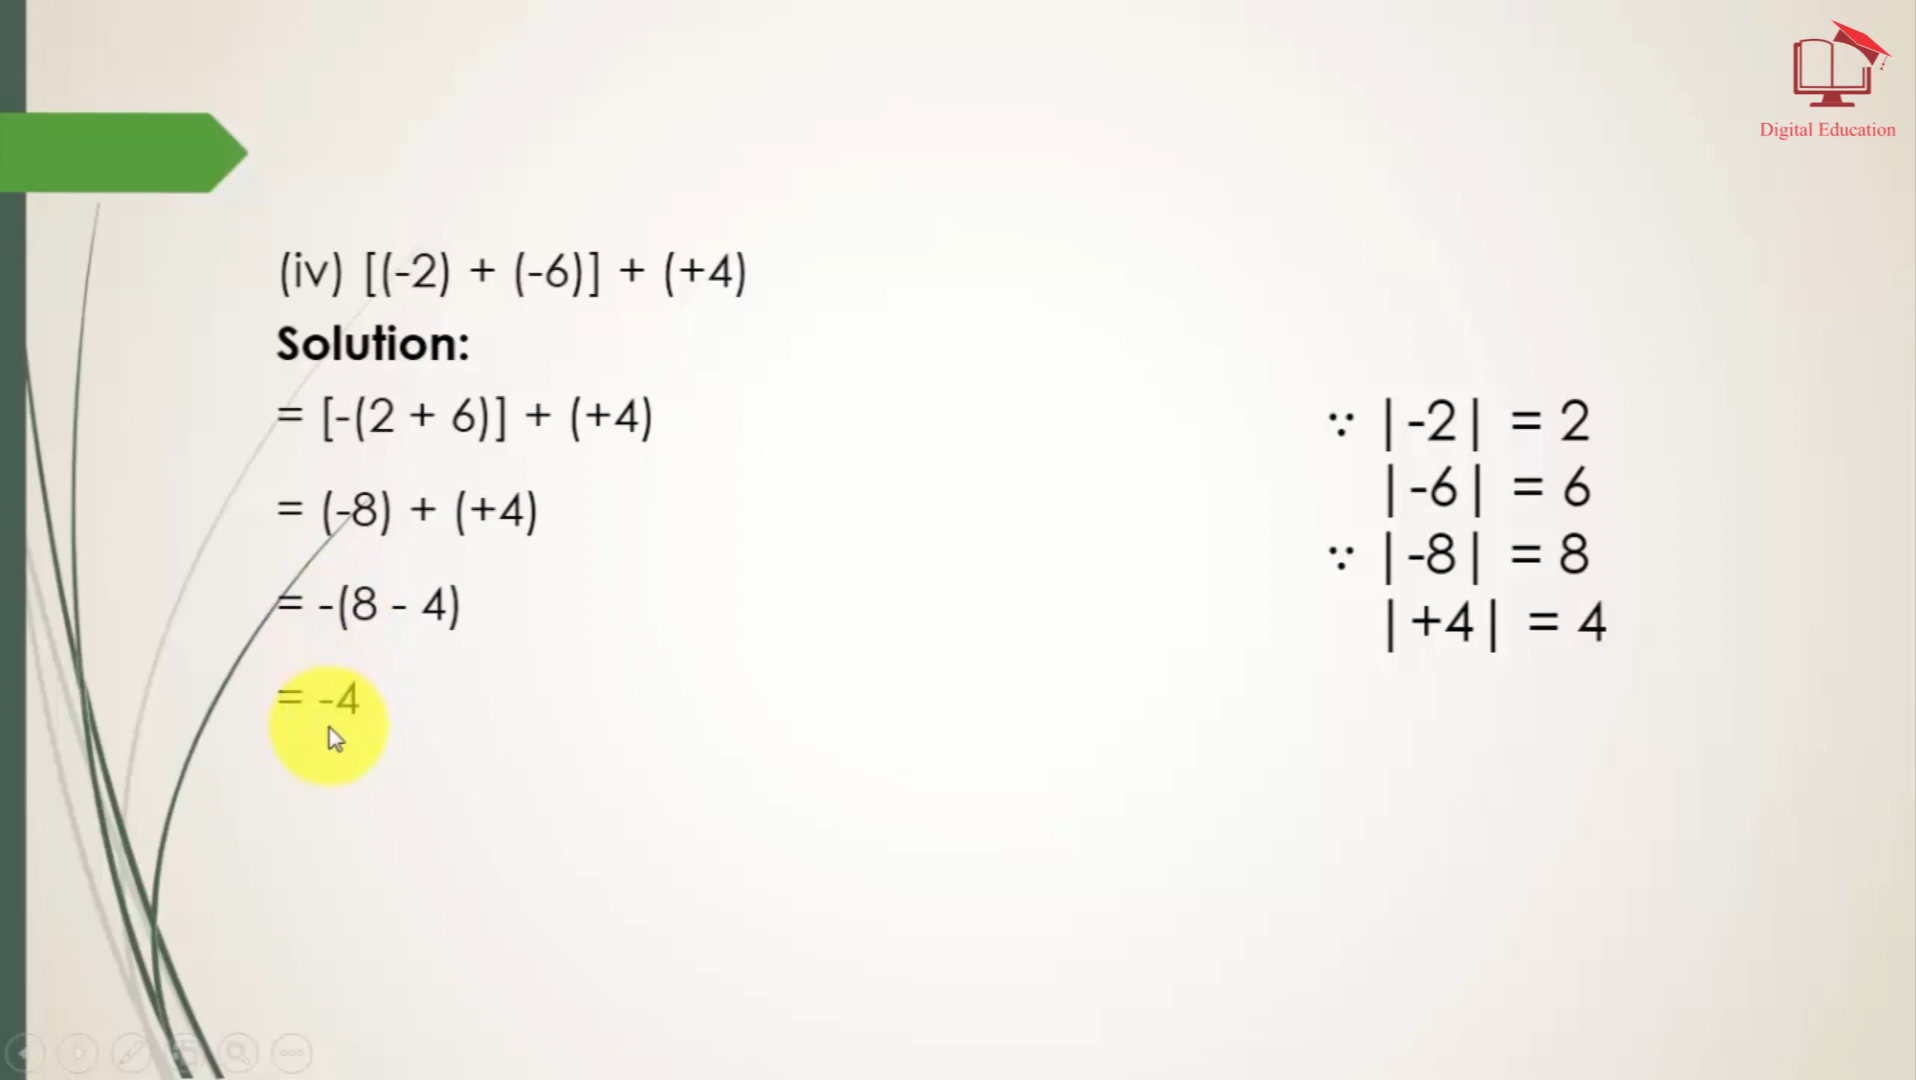 Digital Education
(iv) [(-2) + (-6)] + (+4)
Solution:
= [-(2 + 6)] + (+4)
= (-8) + (+4)
= -(8 - 4)
= -4
∵ |-2| = 2
|-6| = 6
∵ |-8| = 8
|+4| = 4